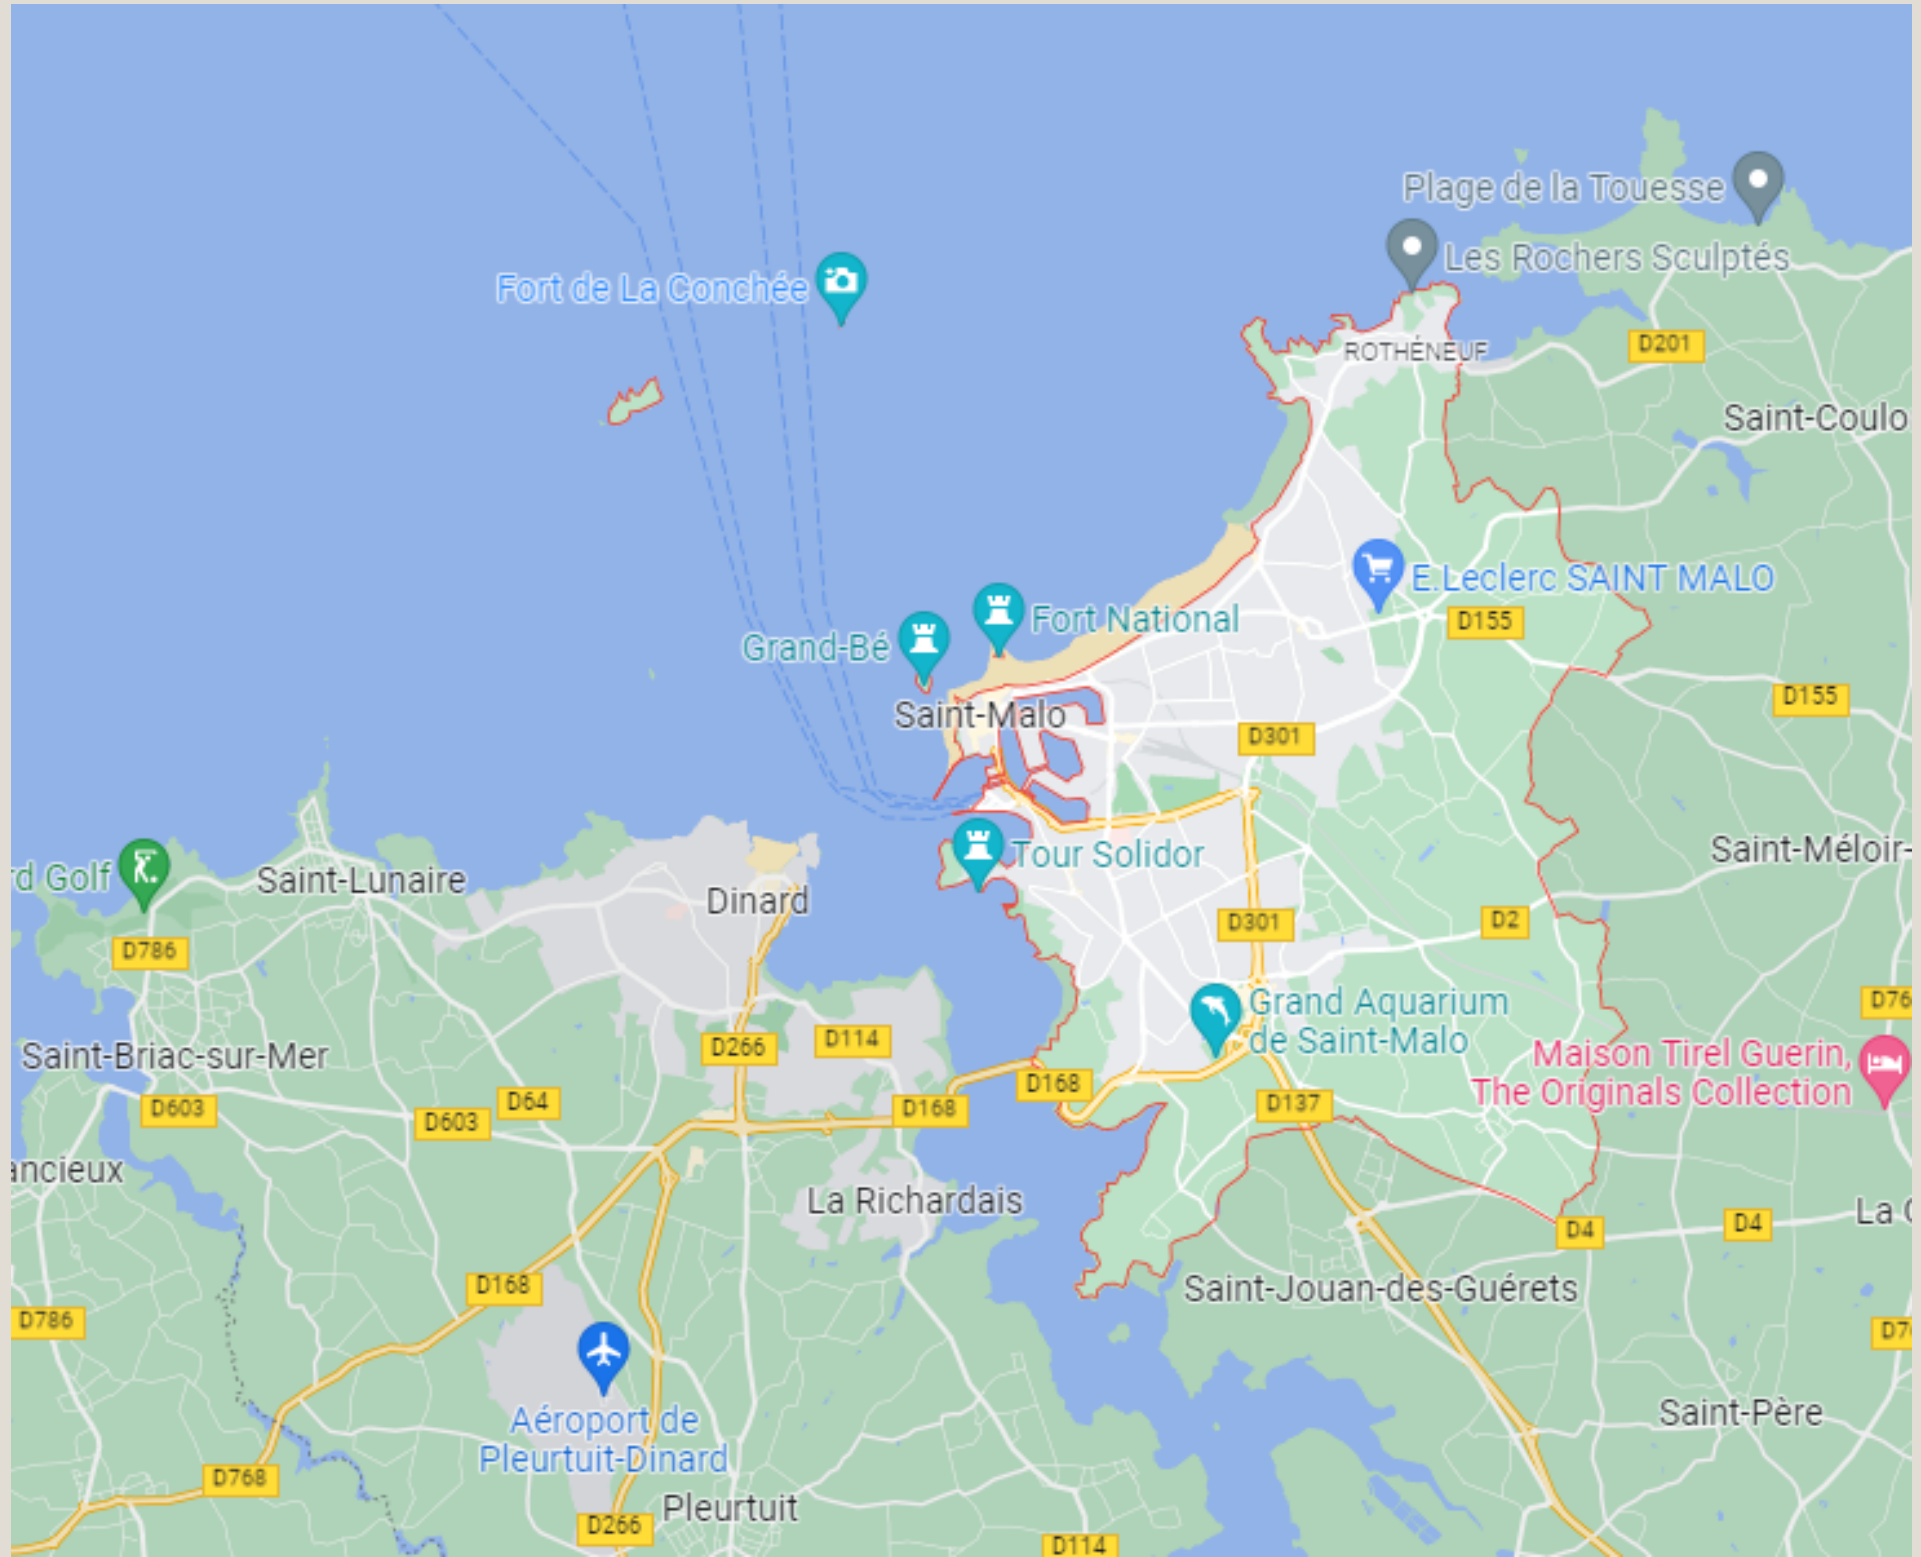 Plage de la Touesse
Les Rochers Sculptés
Fort de La Conchée
ROTHÉNEUF
D201
Saint-Coulo
E.Leclerc SAINT MALO
Fort National
D155
Grand-Bé
D155
Saint-Malo
D301
Tour Solidor
Saint-Méloir-
rd Golf
Saint-Lunaire
Dinard
D301
D2
D786
Grand Aquarium
de Saint-Malo
D76
D266
D114
Saint-Briac-sur-Mer
Maison Tirel Guerin,
The Originals Collection
D168
D603
D64
D603
D168
D137
ancieux
La Richardais
La
D4
D4
D168
Saint-Jouan-des-Guérets
D786
D7
Aéroport de
Pleurtuit-Dinard
Saint-Père
D768
Pleurtuit
D266
D114